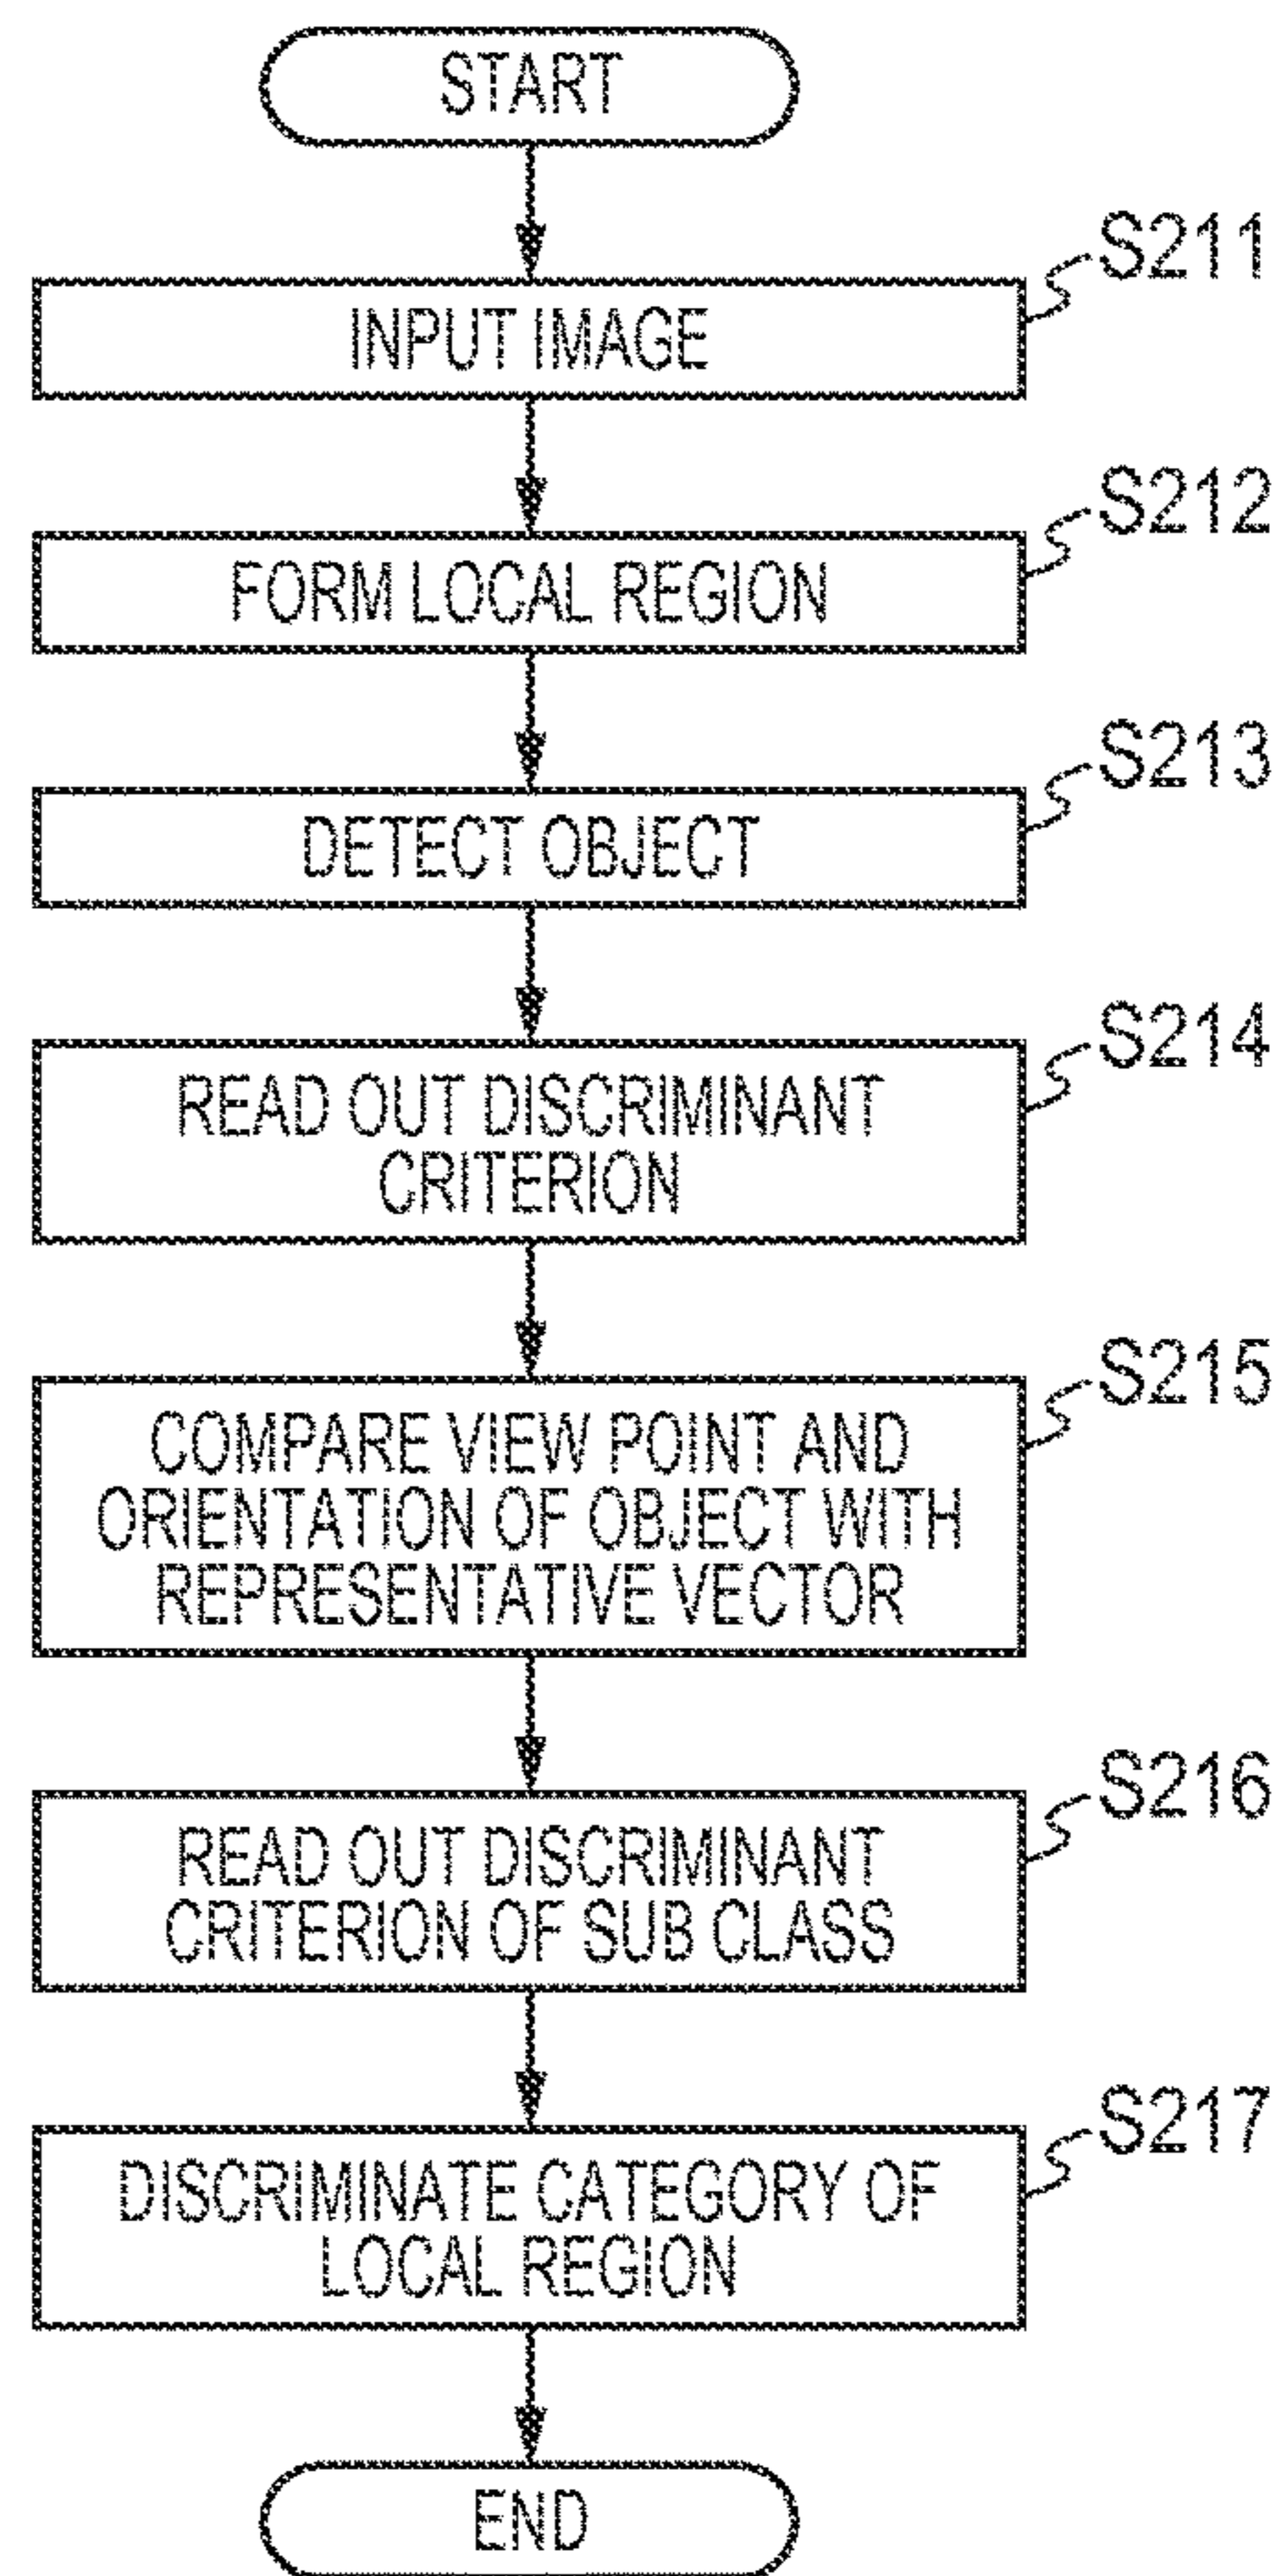 START
S211
INPUT IMAGE
S212
FORM LOCAL REGION
S213
DETECT OBJECT
S214
READ OUT DISCRIMINANT
CRITERION
S215
COMPARE VIEW POINT AND
ORIENTATION OF OBJECT WITH
REPRESENTATIVE VECTOR
S216
READ OUT DISCRIMINANT
CRITERION OF SUB CLASS
S217
DISCRIMINATE CATEGORY OF
LOCAL REGION
END